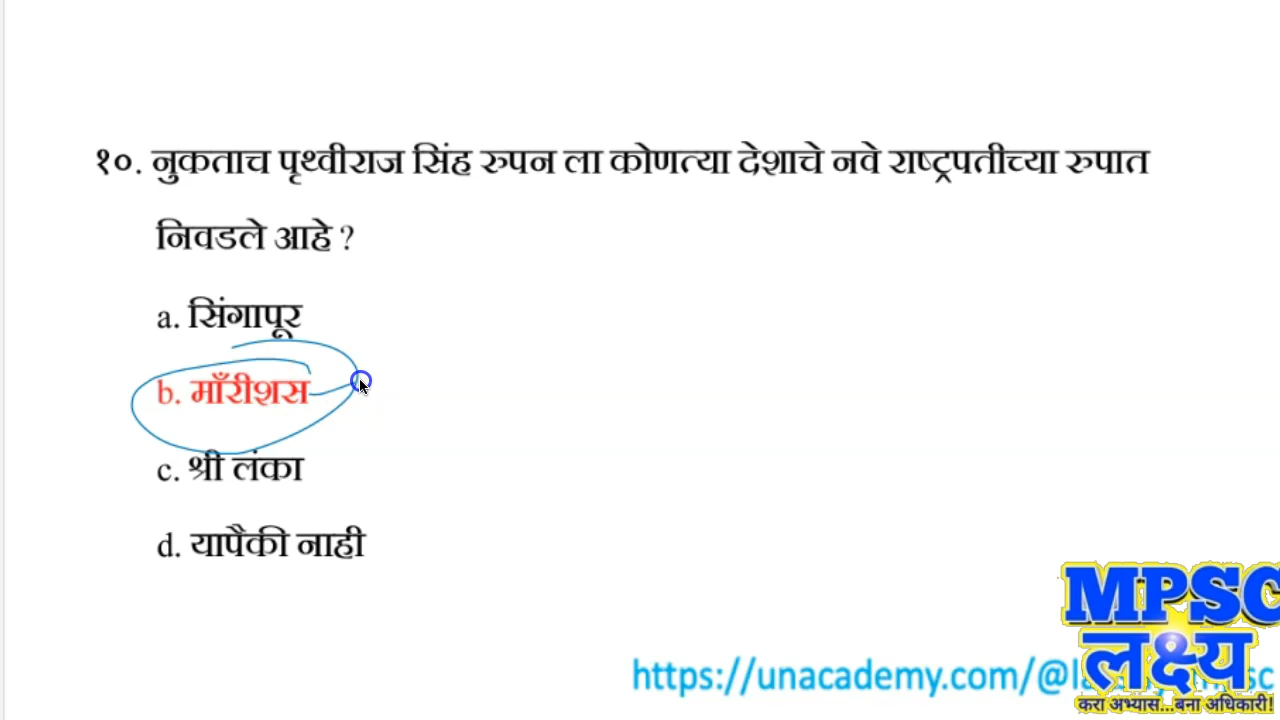 १०. नुकताच पृथ्वीराज सिंह रुपन ला कोणत्या देशाचे नवे राष्ट्रपतीच्या रुपात
निवडले आहे ?
a. सिंगापूर
b. माँरीशस
c. श्री लंका
d. यापैकी नाही
MPSC
लक्ष्य
https://unacademy.com/
करा अभ्यास...बना अधिकारी!